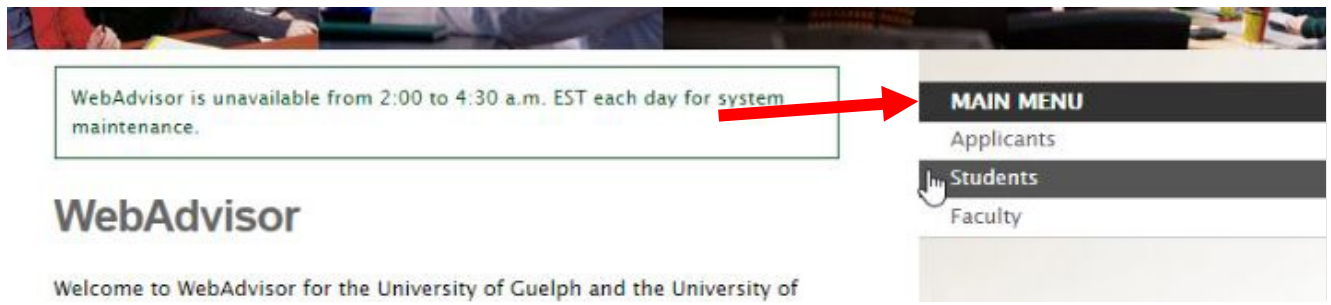 WebAdvisor is unavailable from 2:00 to 4:30 a.m. EST each day for system
maintenance.
WebAdvisor
Welcome to WebAdvisor for the University of Guelph and the University of
MAIN MENU
Applicants
Students
Faculty